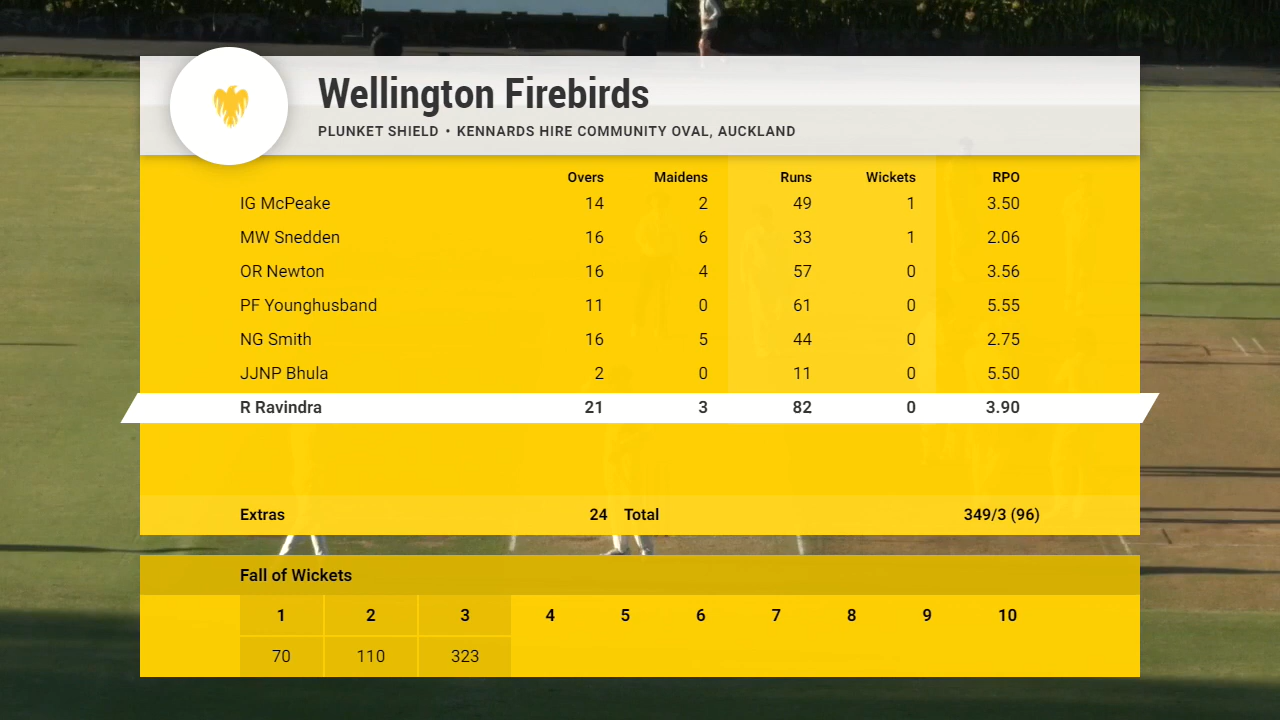 Wellington Firebirds
PLUNKET SHIELD • KENNARDS HIRE COMMUNITY OVAL, AUCKLAND
Overs Maidens Runs Wickets RPO
IG McPeake 14 2 49 1 3.50
MW Snedden 16 6 33 1 2.06
OR Newton 16 4 57 0 3.56
PF Younghusband 11 0 61 0 5.55
NG Smith 16 5 44 0 2.75
JJNP Bhula 2 0 11 0 5.50
R Ravindra 21 3 82 0 3.90
Extras 24 Total 349/3 (96)
Fall of Wickets
1 2 3 4 5 6 7 8 9 10
70 110 323